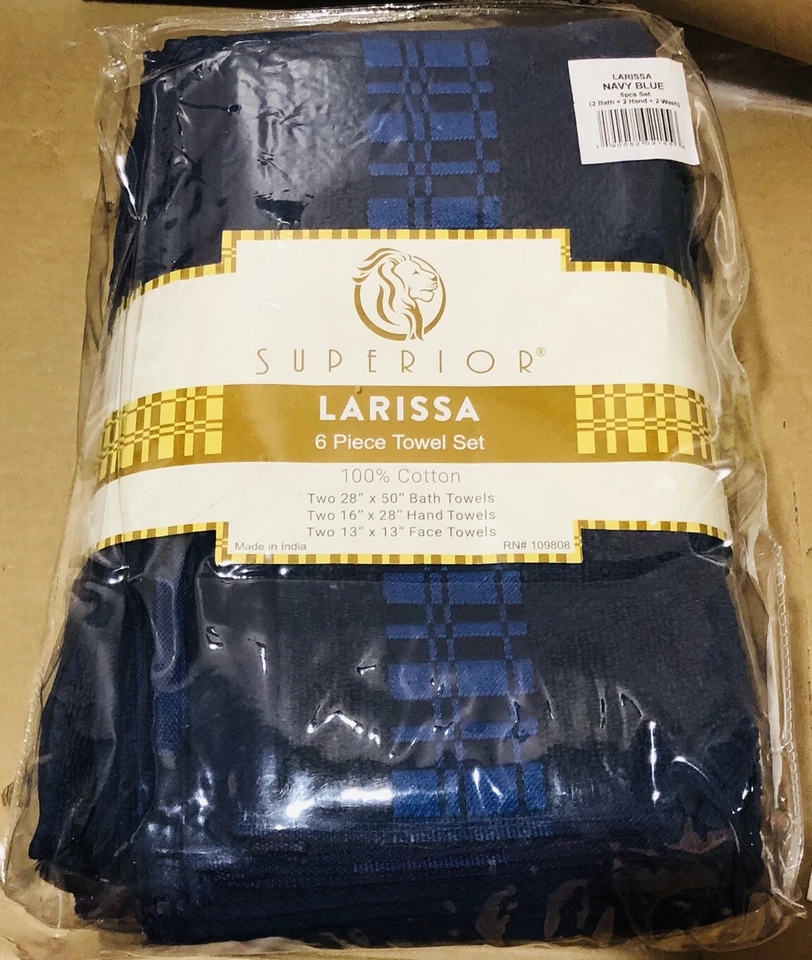 LARISSA
NAVY BLUE
6pcs Set
(2 Bath + 2 Hand + 2 Wash)
SUPERIOR®
LARISSA
6 Piece Towel Set
100% Cotton
Two 28" x 50" Bath Towels
Two 16" x 28" Hand Towels
Two 13" x 13" Face Towels
Made in India
RN# 109808